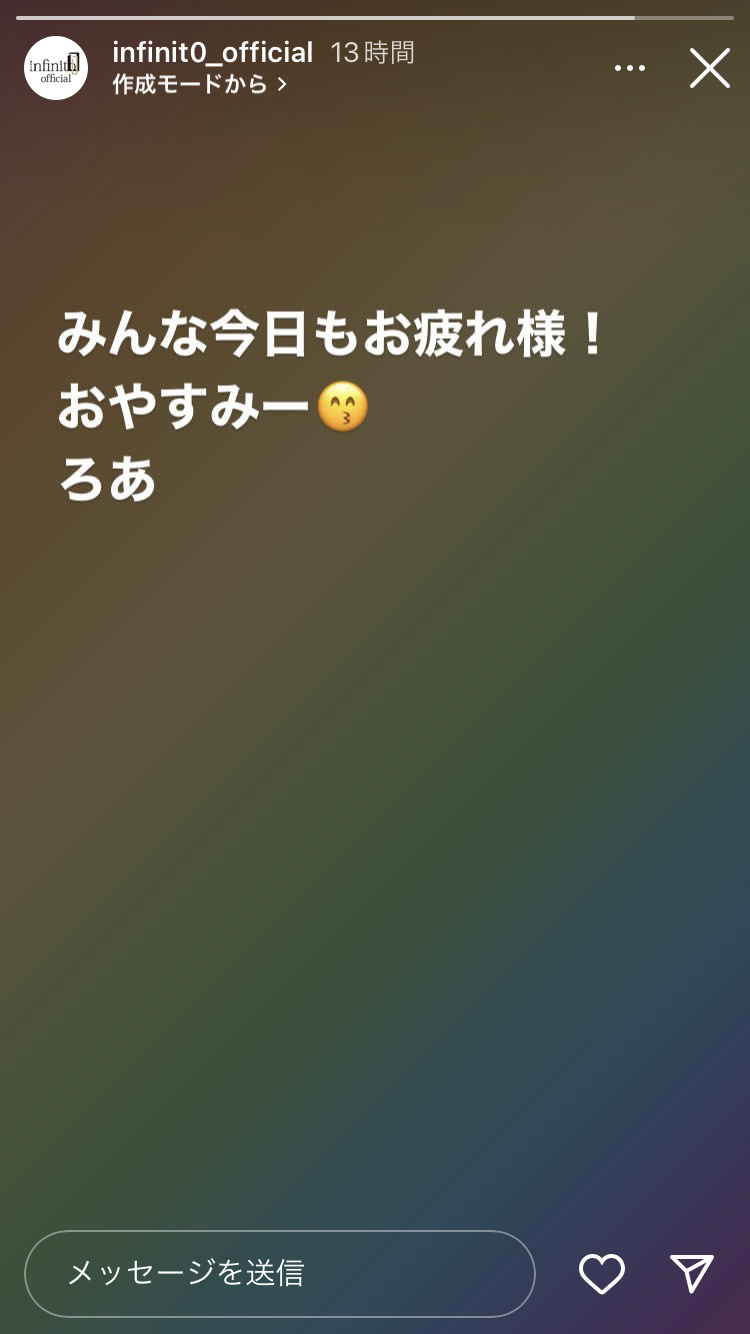 infinit0_official 13時間
作成モードから
infinit0
official
みんな今日もお疲れ様！
おやすみー😙
ろあ
メッセージを送信